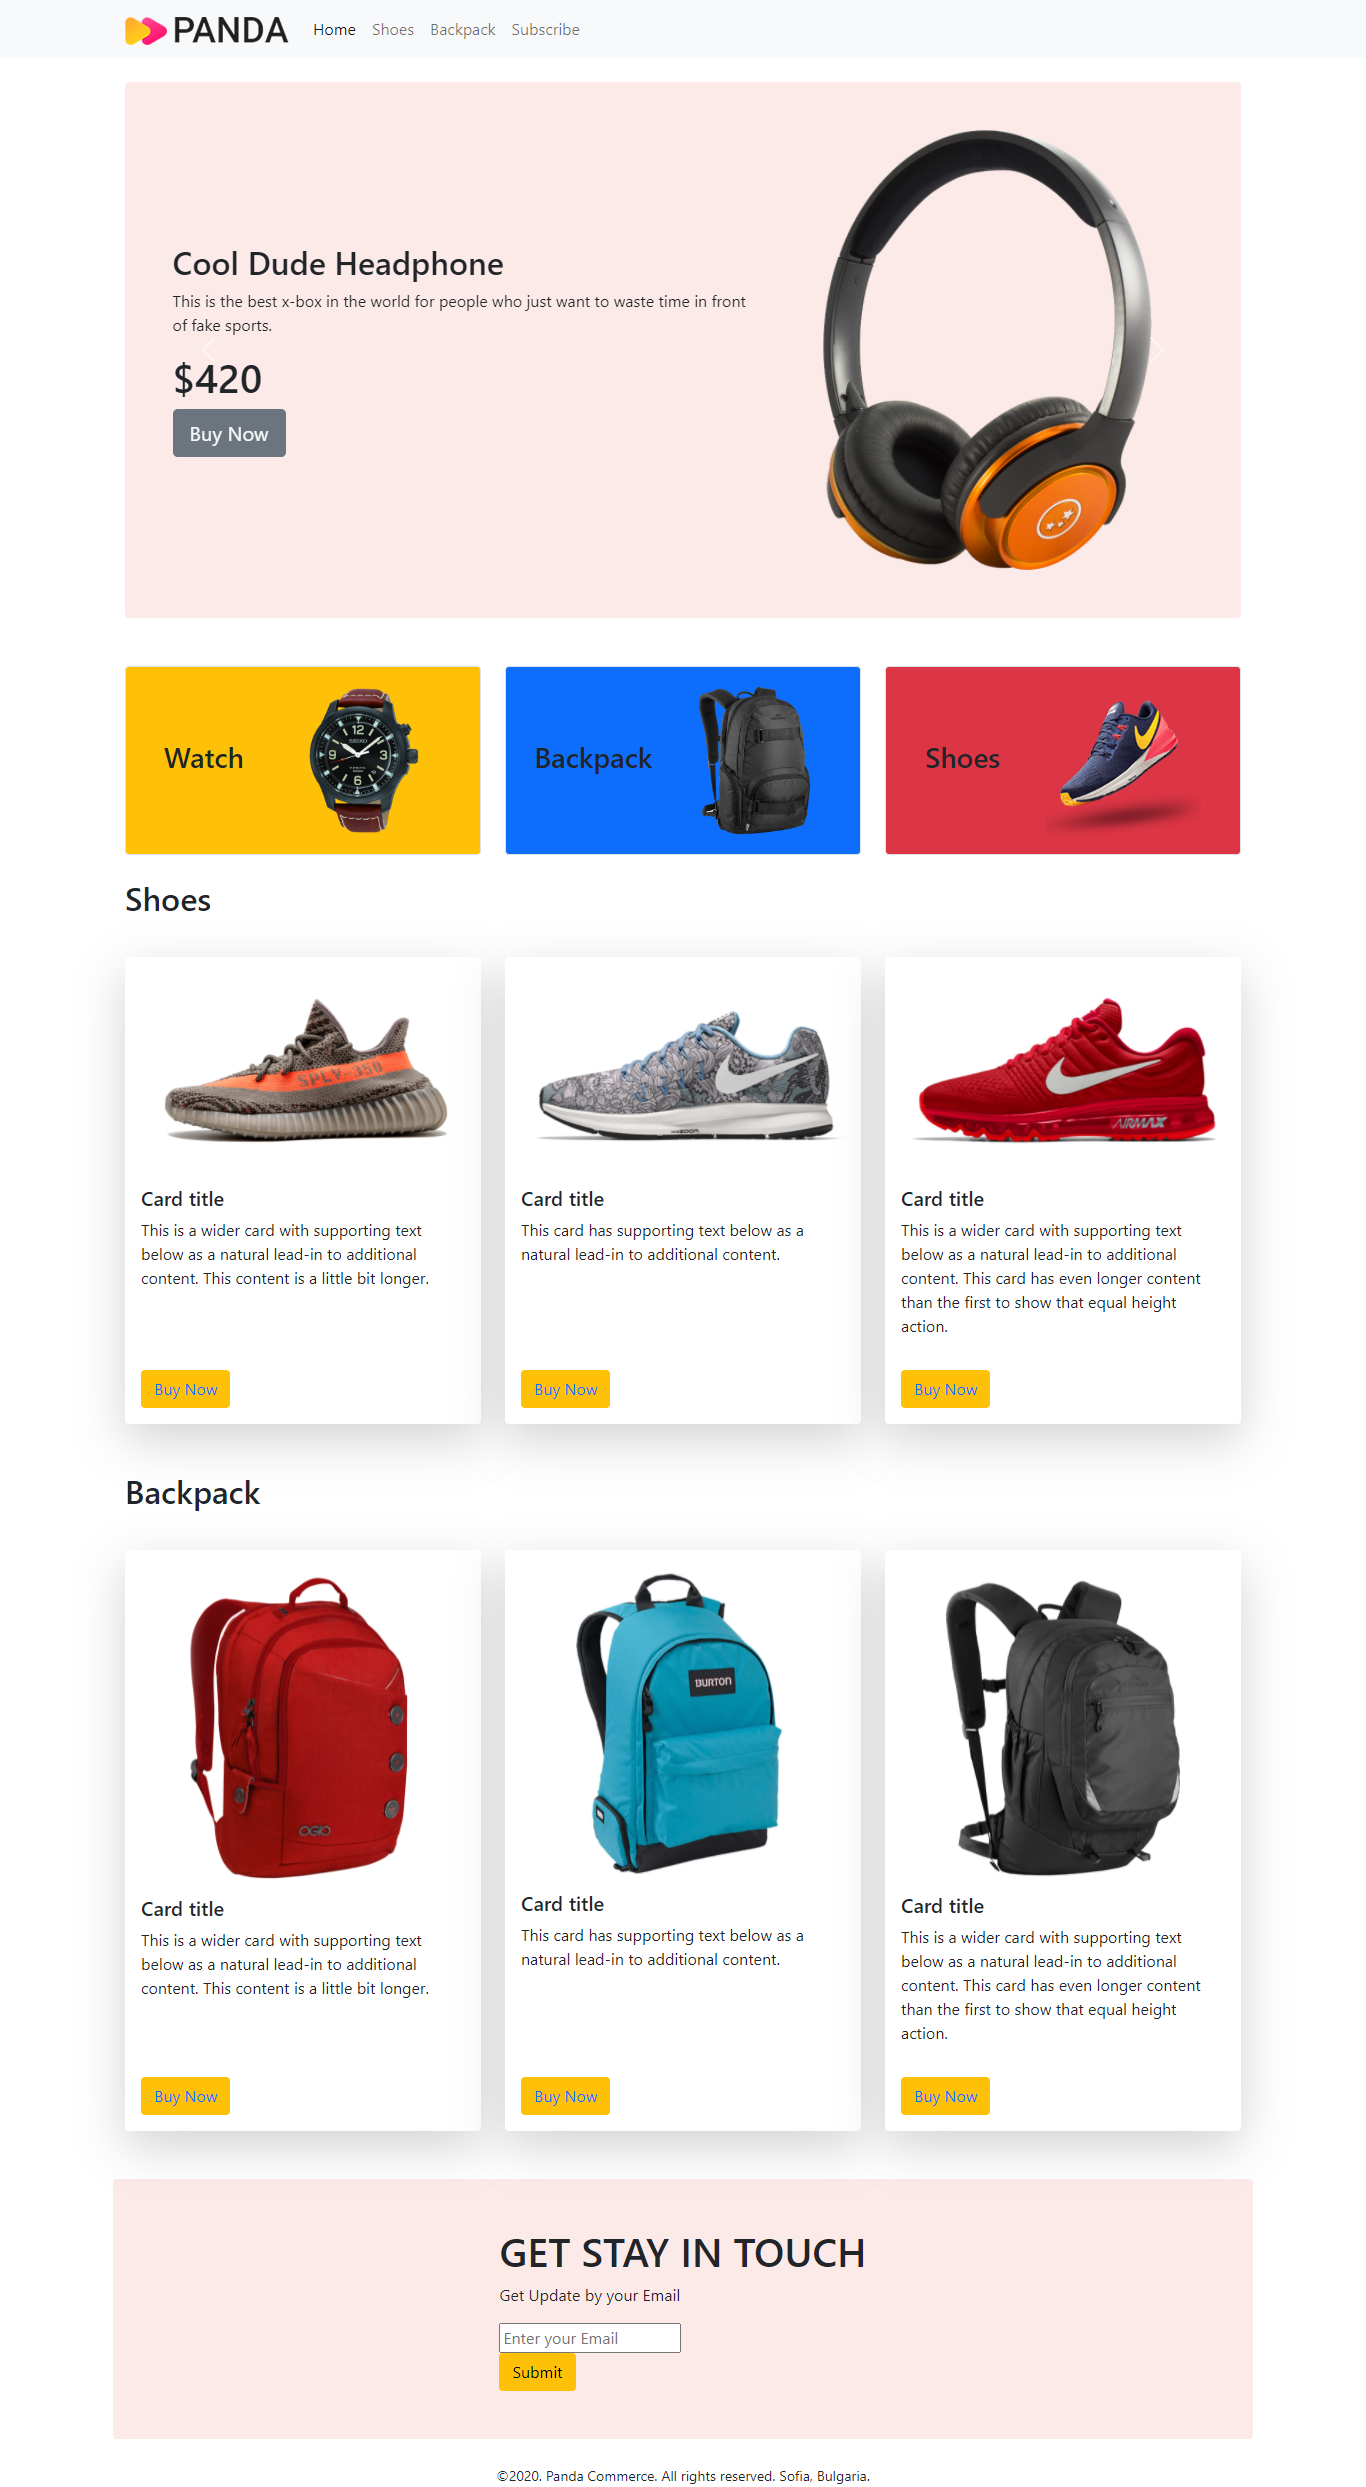 PANDA Home Shoes Backpack Subscribe
Cool Dude Headphone
This is the best x-box in the world for people who just want to waste time in front
of fake sports.
$420
Buy Now
Watch
SEIKO
Backpack
Shoes
Shoes
SPLY-350
AIRMAX
Card title
This is a wider card with supporting text
below as a natural lead-in to additional
content. This content is a little bit longer.
Buy Now
Card title
This card has supporting text below as a
natural lead-in to additional content.
Buy Now
Card title
This is a wider card with supporting text
below as a natural lead-in to additional
content. This card has even longer content
than the first to show that equal height
action.
Buy Now
Backpack
OGIO
BURTON
Card title
This is a wider card with supporting text
below as a natural lead-in to additional
content. This content is a little bit longer.
Buy Now
Card title
This card has supporting text below as a
natural lead-in to additional content.
Buy Now
Card title
This is a wider card with supporting text
below as a natural lead-in to additional
content. This card has even longer content
than the first to show that equal height
action.
Buy Now
GET STAY IN TOUCH
Get Update by your Email
Enter your Email
Submit
©2020. Panda Commerce. All rights reserved. Sofia, Bulgaria.